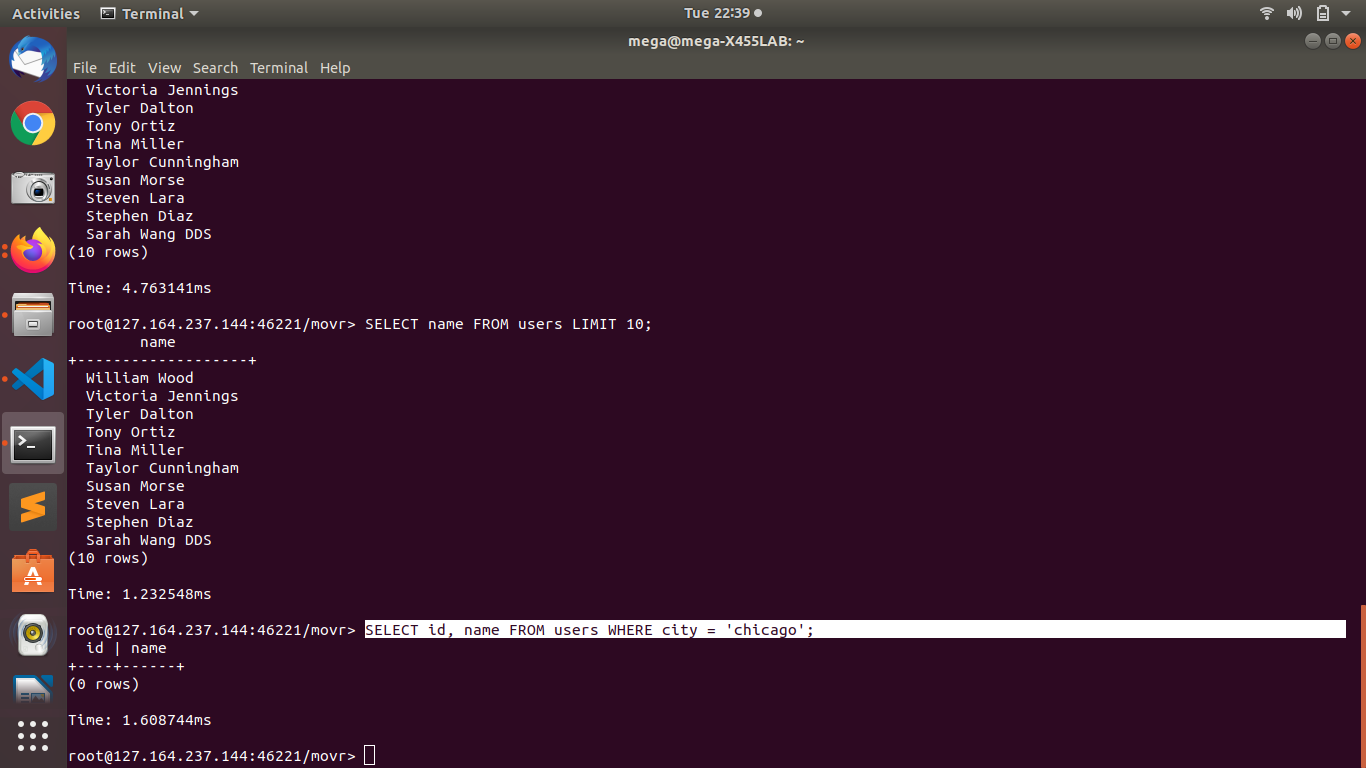 Activities Terminal Tue 22:39
mega@mega-X455LAB: ~
File Edit View Search Terminal Help
Victoria Jennings
Tyler Dalton
Tony Ortiz
Tina Miller
Taylor Cunningham
Susan Morse
Steven Lara
Stephen Diaz
Sarah Wang DDS
(10 rows)
Time: 4.763141ms
root@127.164.237.144:46221/movr> SELECT name FROM users LIMIT 10;
name
+-------------------+
William Wood
Victoria Jennings
Tyler Dalton
Tony Ortiz
Tina Miller
Taylor Cunningham
Susan Morse
Steven Lara
Stephen Diaz
Sarah Wang DDS
(10 rows)
Time: 1.232548ms
root@127.164.237.144:46221/movr> SELECT id, name FROM users WHERE city = 'chicago';
id | name
+----+------+
(0 rows)
Time: 1.608744ms
root@127.164.237.144:46221/movr>